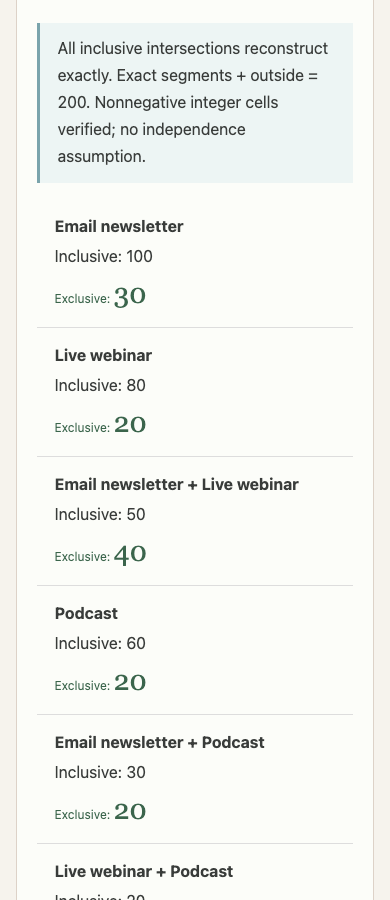 All inclusive intersections reconstruct
exactly. Exact segments + outside =
200. Nonnegative integer cells
verified; no independence
assumption.
Email newsletter
Inclusive: 100
Exclusive: 30
Live webinar
Inclusive: 80
Exclusive: 20
Email newsletter + Live webinar
Inclusive: 50
Exclusive: 40
Podcast
Inclusive: 60
Exclusive: 20
Email newsletter + Podcast
Inclusive: 30
Exclusive: 20
Live webinar + Podcast
Inclusive: